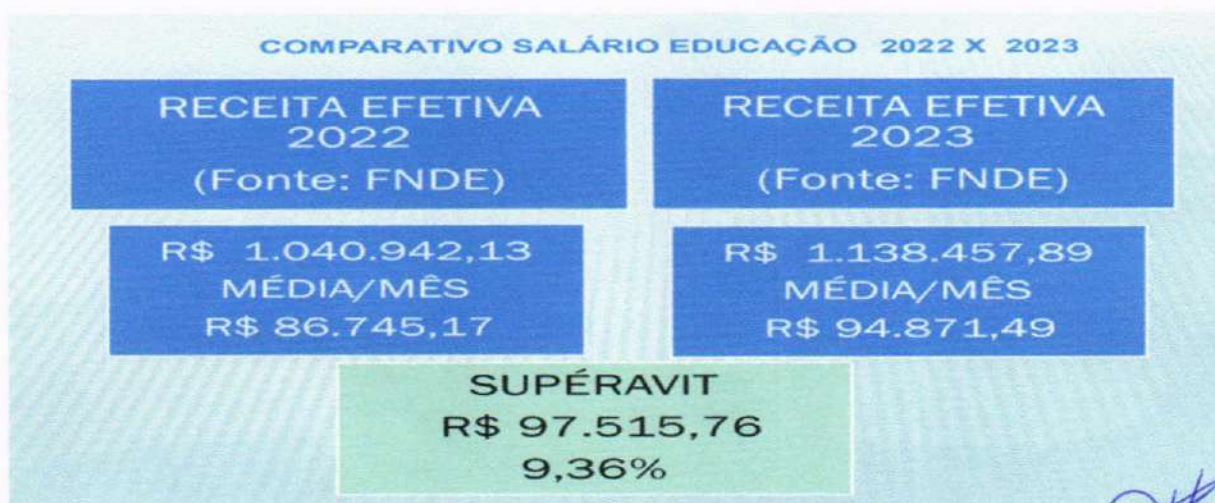 COMPARATIVO SALÁRIO EDUCAÇÃO 2022 X 2023
RECEITA EFETIVA
2022
(Fonte: FNDE)
RECEITA EFETIVA
2023
(Fonte: FNDE)
R$ 1.040.942,13
MÉDIA/MÊS
R$ 86.745,17
R$ 1.138.457,89
MÉDIA/MÊS
R$ 94.871,49
SUPÉRAVIT
R$ 97.515,76
9,36%